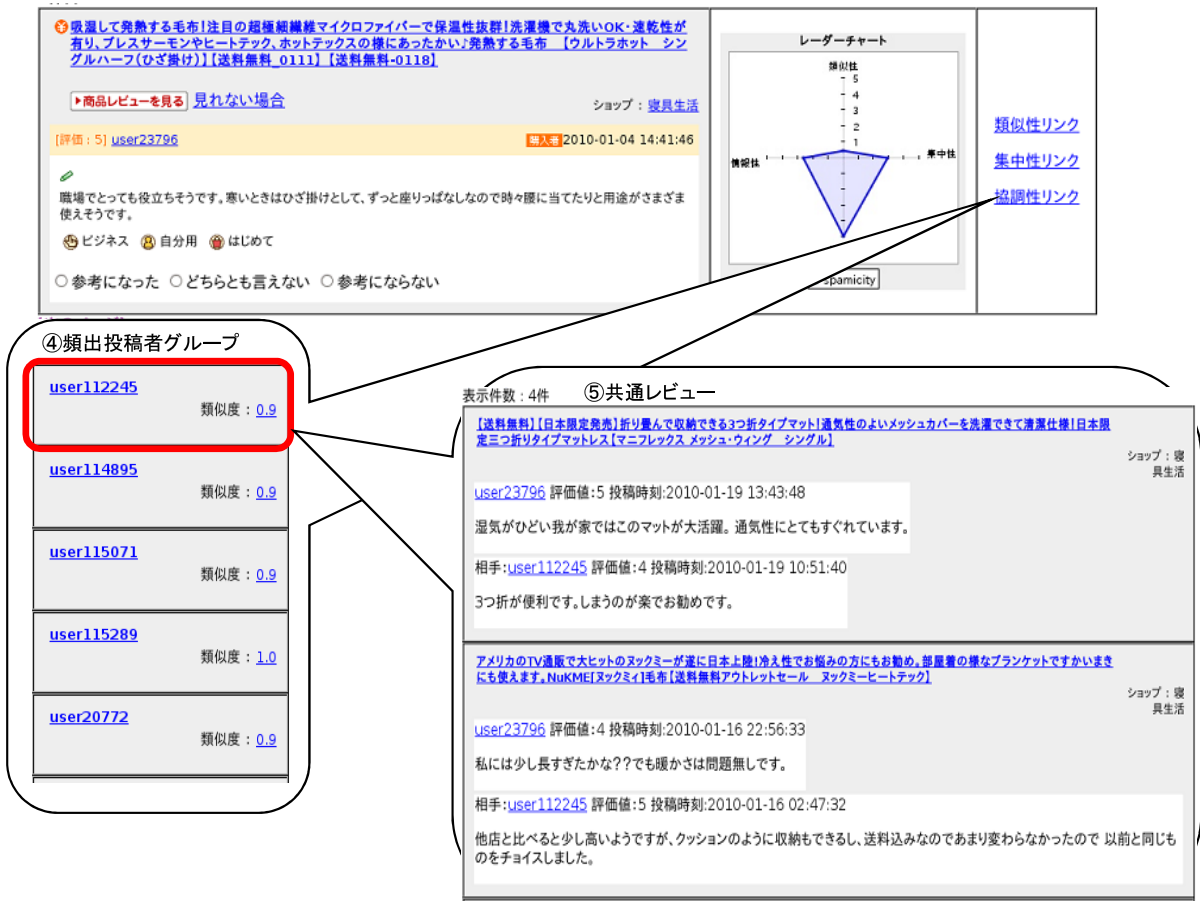 吸湿して発熱する毛布!注目の超極細繊維マイクロファイバーで保温性抜群!洗濯機で丸洗いOK・速乾性が
有り、ブレスサーモンやヒートテック、ホットテックスの様にあったかい♪発熱する毛布 【ウルトラホット シン
グルハーフ(ひざ掛け)】【送料無料_0111】【送料無料-0118】
商品レビューを見る 見れない場合
ショップ : 寝具生活
[評価 : 5] user23796
購入者 2010-01-04 14:41:46
職場でとっても役立ちそうです。寒いときはひざ掛けとして、ずっと座りっぱなしなので時々腰に当てたりと用途がさまざま
使えそうです。
ビジネス 自分用 はじめて
参考になった どちらとも言えない 参考にならない
レーダーチャート
類似性
5
4
3
2
1
情報性
集中性
spamicity
類似性リンク
集中性リンク
協調性リンク
④頻出投稿者グループ
user112245
類似度 : 0.9
user114895
類似度 : 0.9
user115071
類似度 : 0.9
user115289
類似度 : 1.0
user20772
類似度 : 0.9
表示件数 : 4件
⑤共通レビュー
【送料無料】【日本限定発売】折り畳んで収納できる3つ折タイプマット!通気性のよいメッシュカバーを洗濯できて清潔仕様!日本限
定三つ折りタイプマットレス【マニフレックス メッシュ・ウィング シングル】
ショップ : 寝
具生活
user23796 評価値:5 投稿時刻:2010-01-19 13:43:48
湿気がひどい我が家ではこのマットが大活躍。通気性にとてもすぐれています。
相手:user112245 評価値:4 投稿時刻:2010-01-19 10:51:40
3つ折が便利です。しまうのが楽でお勧めです。
アメリカのTV通販で大ヒットのヌックミーが遂に日本上陸!冷え性でお悩みの方にもお勧め。部屋着の様なブランケットですかいまき
にも使えます。NuKME[ヌックミィ]毛布【送料無料アウトレットセール ヌックミーヒートテック】
ショップ : 寝
具生活
user23796 評価値:4 投稿時刻:2010-01-16 22:56:33
私には少し長すぎたかな??でも暖かさは問題無しです。
相手:user112245 評価値:5 投稿時刻:2010-01-16 02:47:32
他店と比べると少し高いようですが、クッションのように収納もできるし、送料込みなのであまり変わらなかったので 以前と同じも
のをチョイスしました。